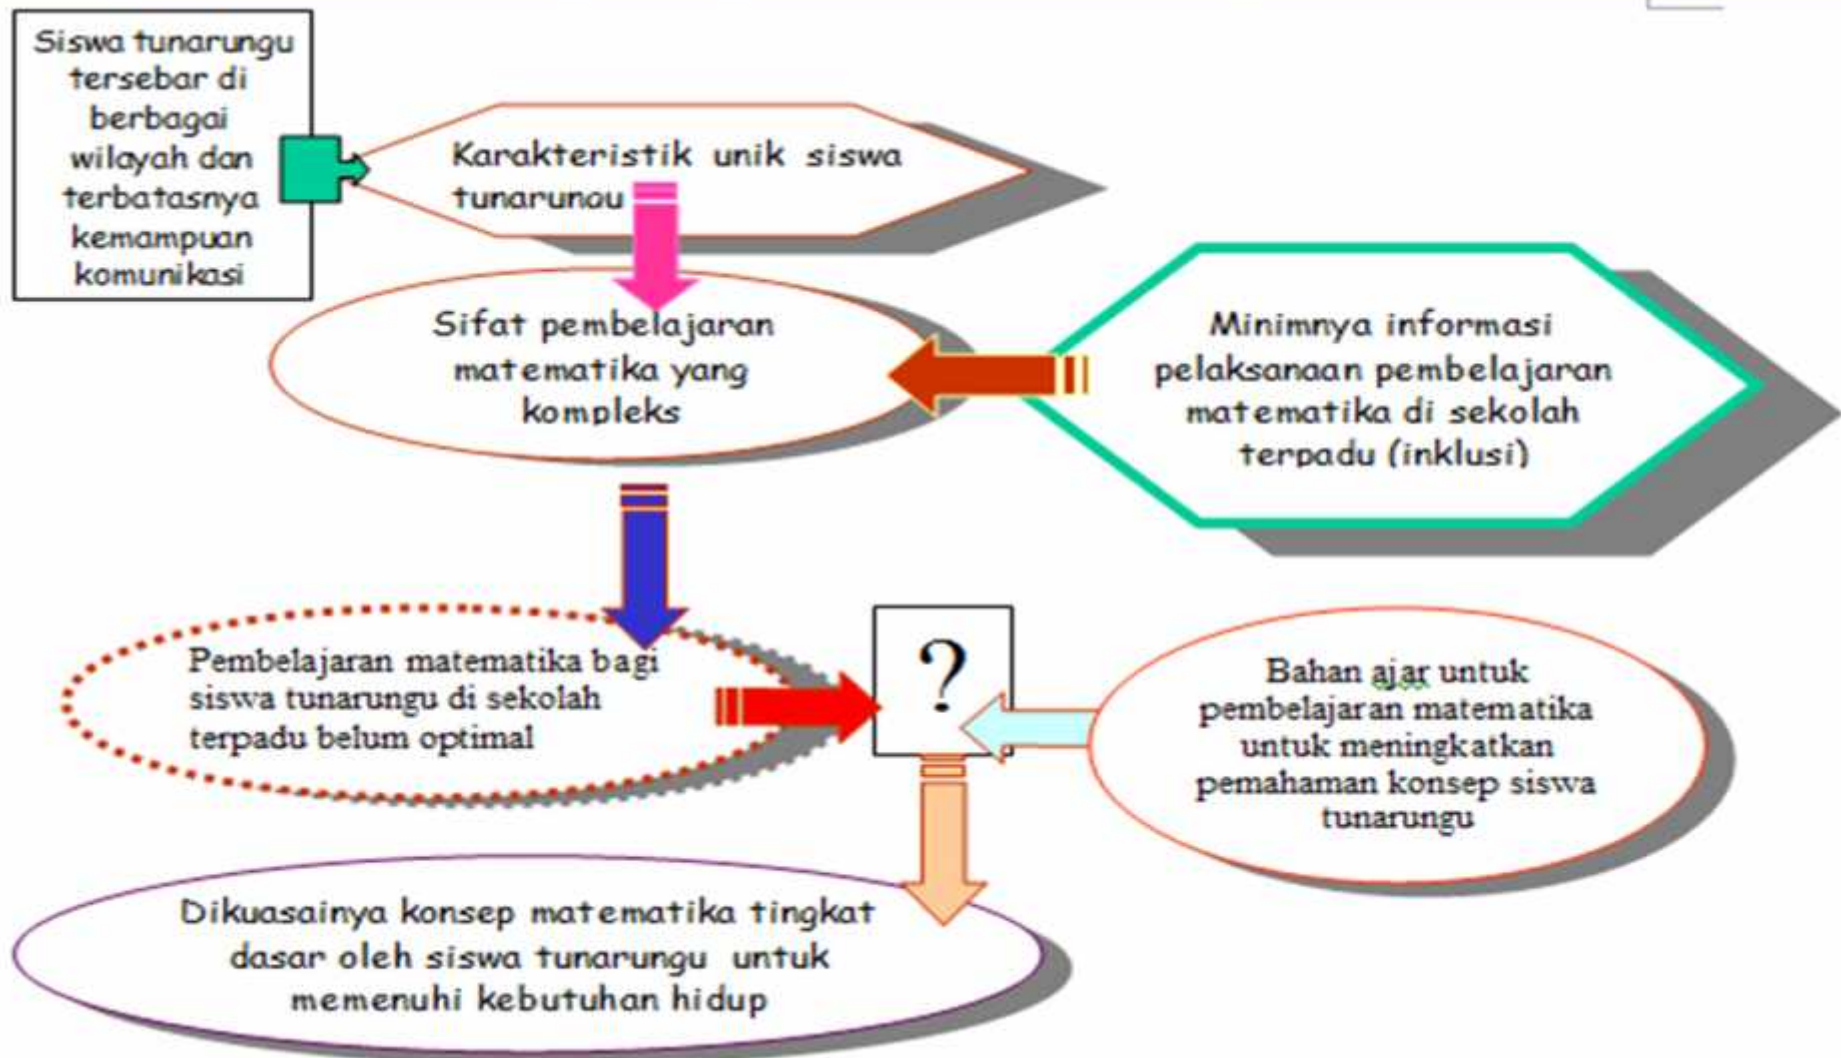 Siswa tunarungu
tersebar di
berbagai
wilayah dan
terbatasnya
kemampuan
komunikasi
Karakteristik unik siswa
tunarungu
Sifat pembelajaran
matematika yang
kompleks
Minimnya informasi
pelaksanaan pembelajaran
matematika di sekolah
terpadu (inklusi)
Pembelajaran matematika bagi
siswa tunarungu di sekolah
terpadu belum optimal
?
Bahan ajar untuk
pembelajaran matematika
untuk meningkatkan
pemahaman konsep siswa
tunarungu
Dikuasainya konsep matematika tingkat
dasar oleh siswa tunarungu untuk
memenuhi kebutuhan hidup